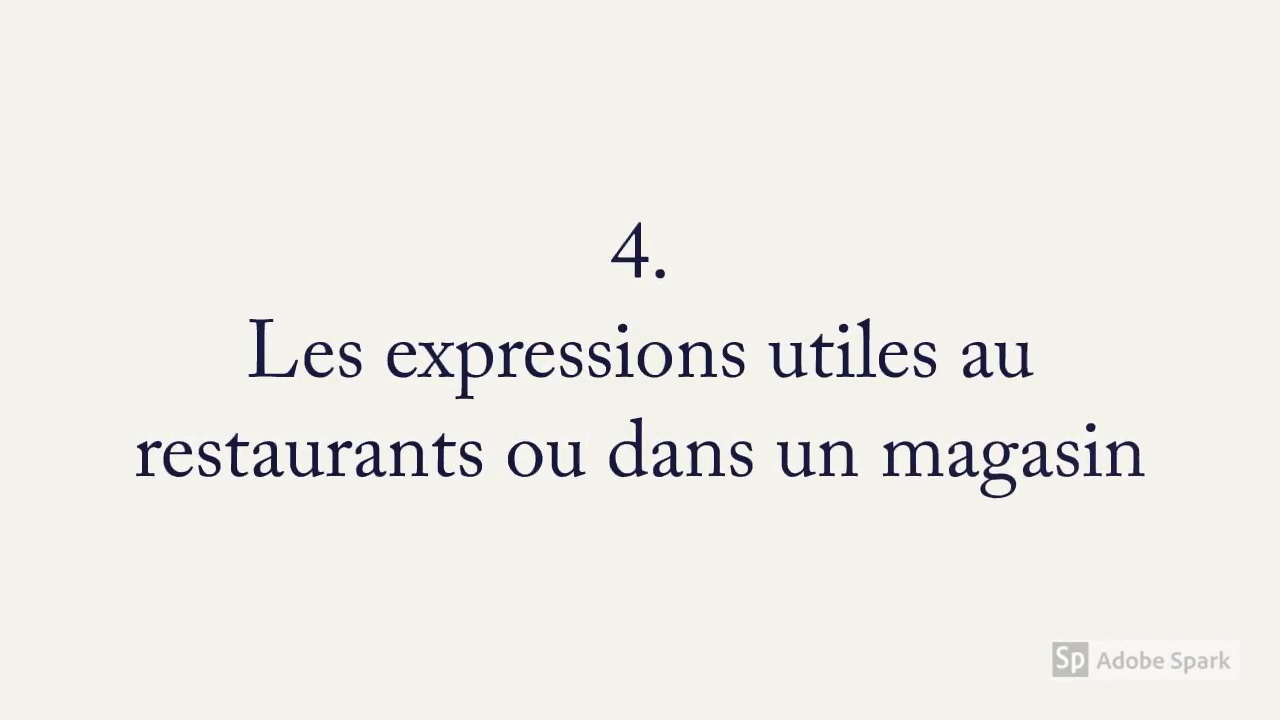 4.
Les expressions utiles au
restaurants ou dans un magasin
Sp Adobe Spark